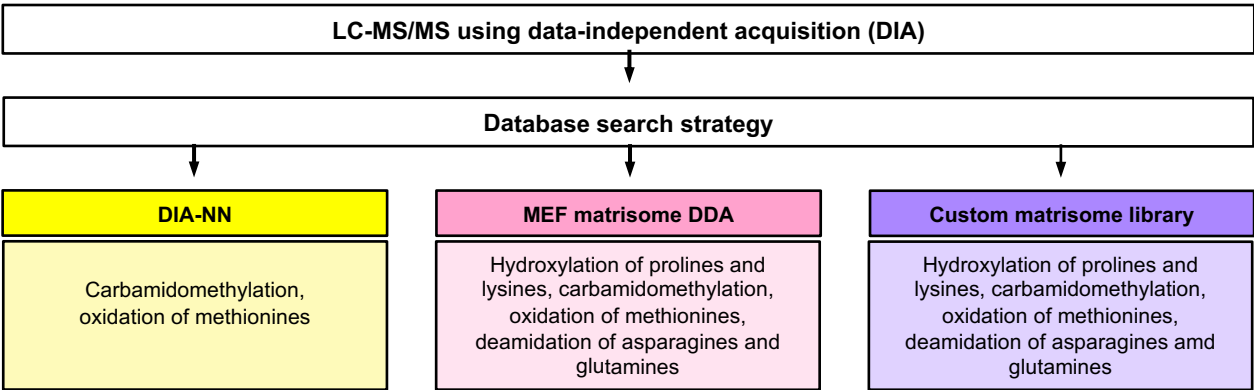 LC-MS/MS using data-independent acquisition (DIA)
Database search strategy
DIA-NN
Carbamidomethylation,
oxidation of methionines
MEF matrisome DDA
Hydroxylation of prolines and
lysines, carbamidomethylation,
oxidation of methionines,
deamidation of asparagines and
glutamines
Custom matrisome library
Hydroxylation of prolines and
lysines, carbamidomethylation,
oxidation of methionines,
deamidation of asparagines amd
glutamines